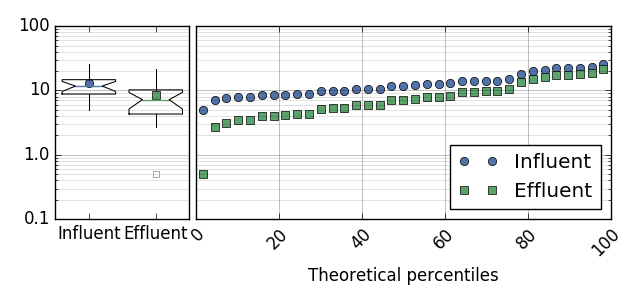 100
10
1.0
0.1
Influent Effluent
0 20 40 60 80 100
Influent
Effluent
Theoretical percentiles